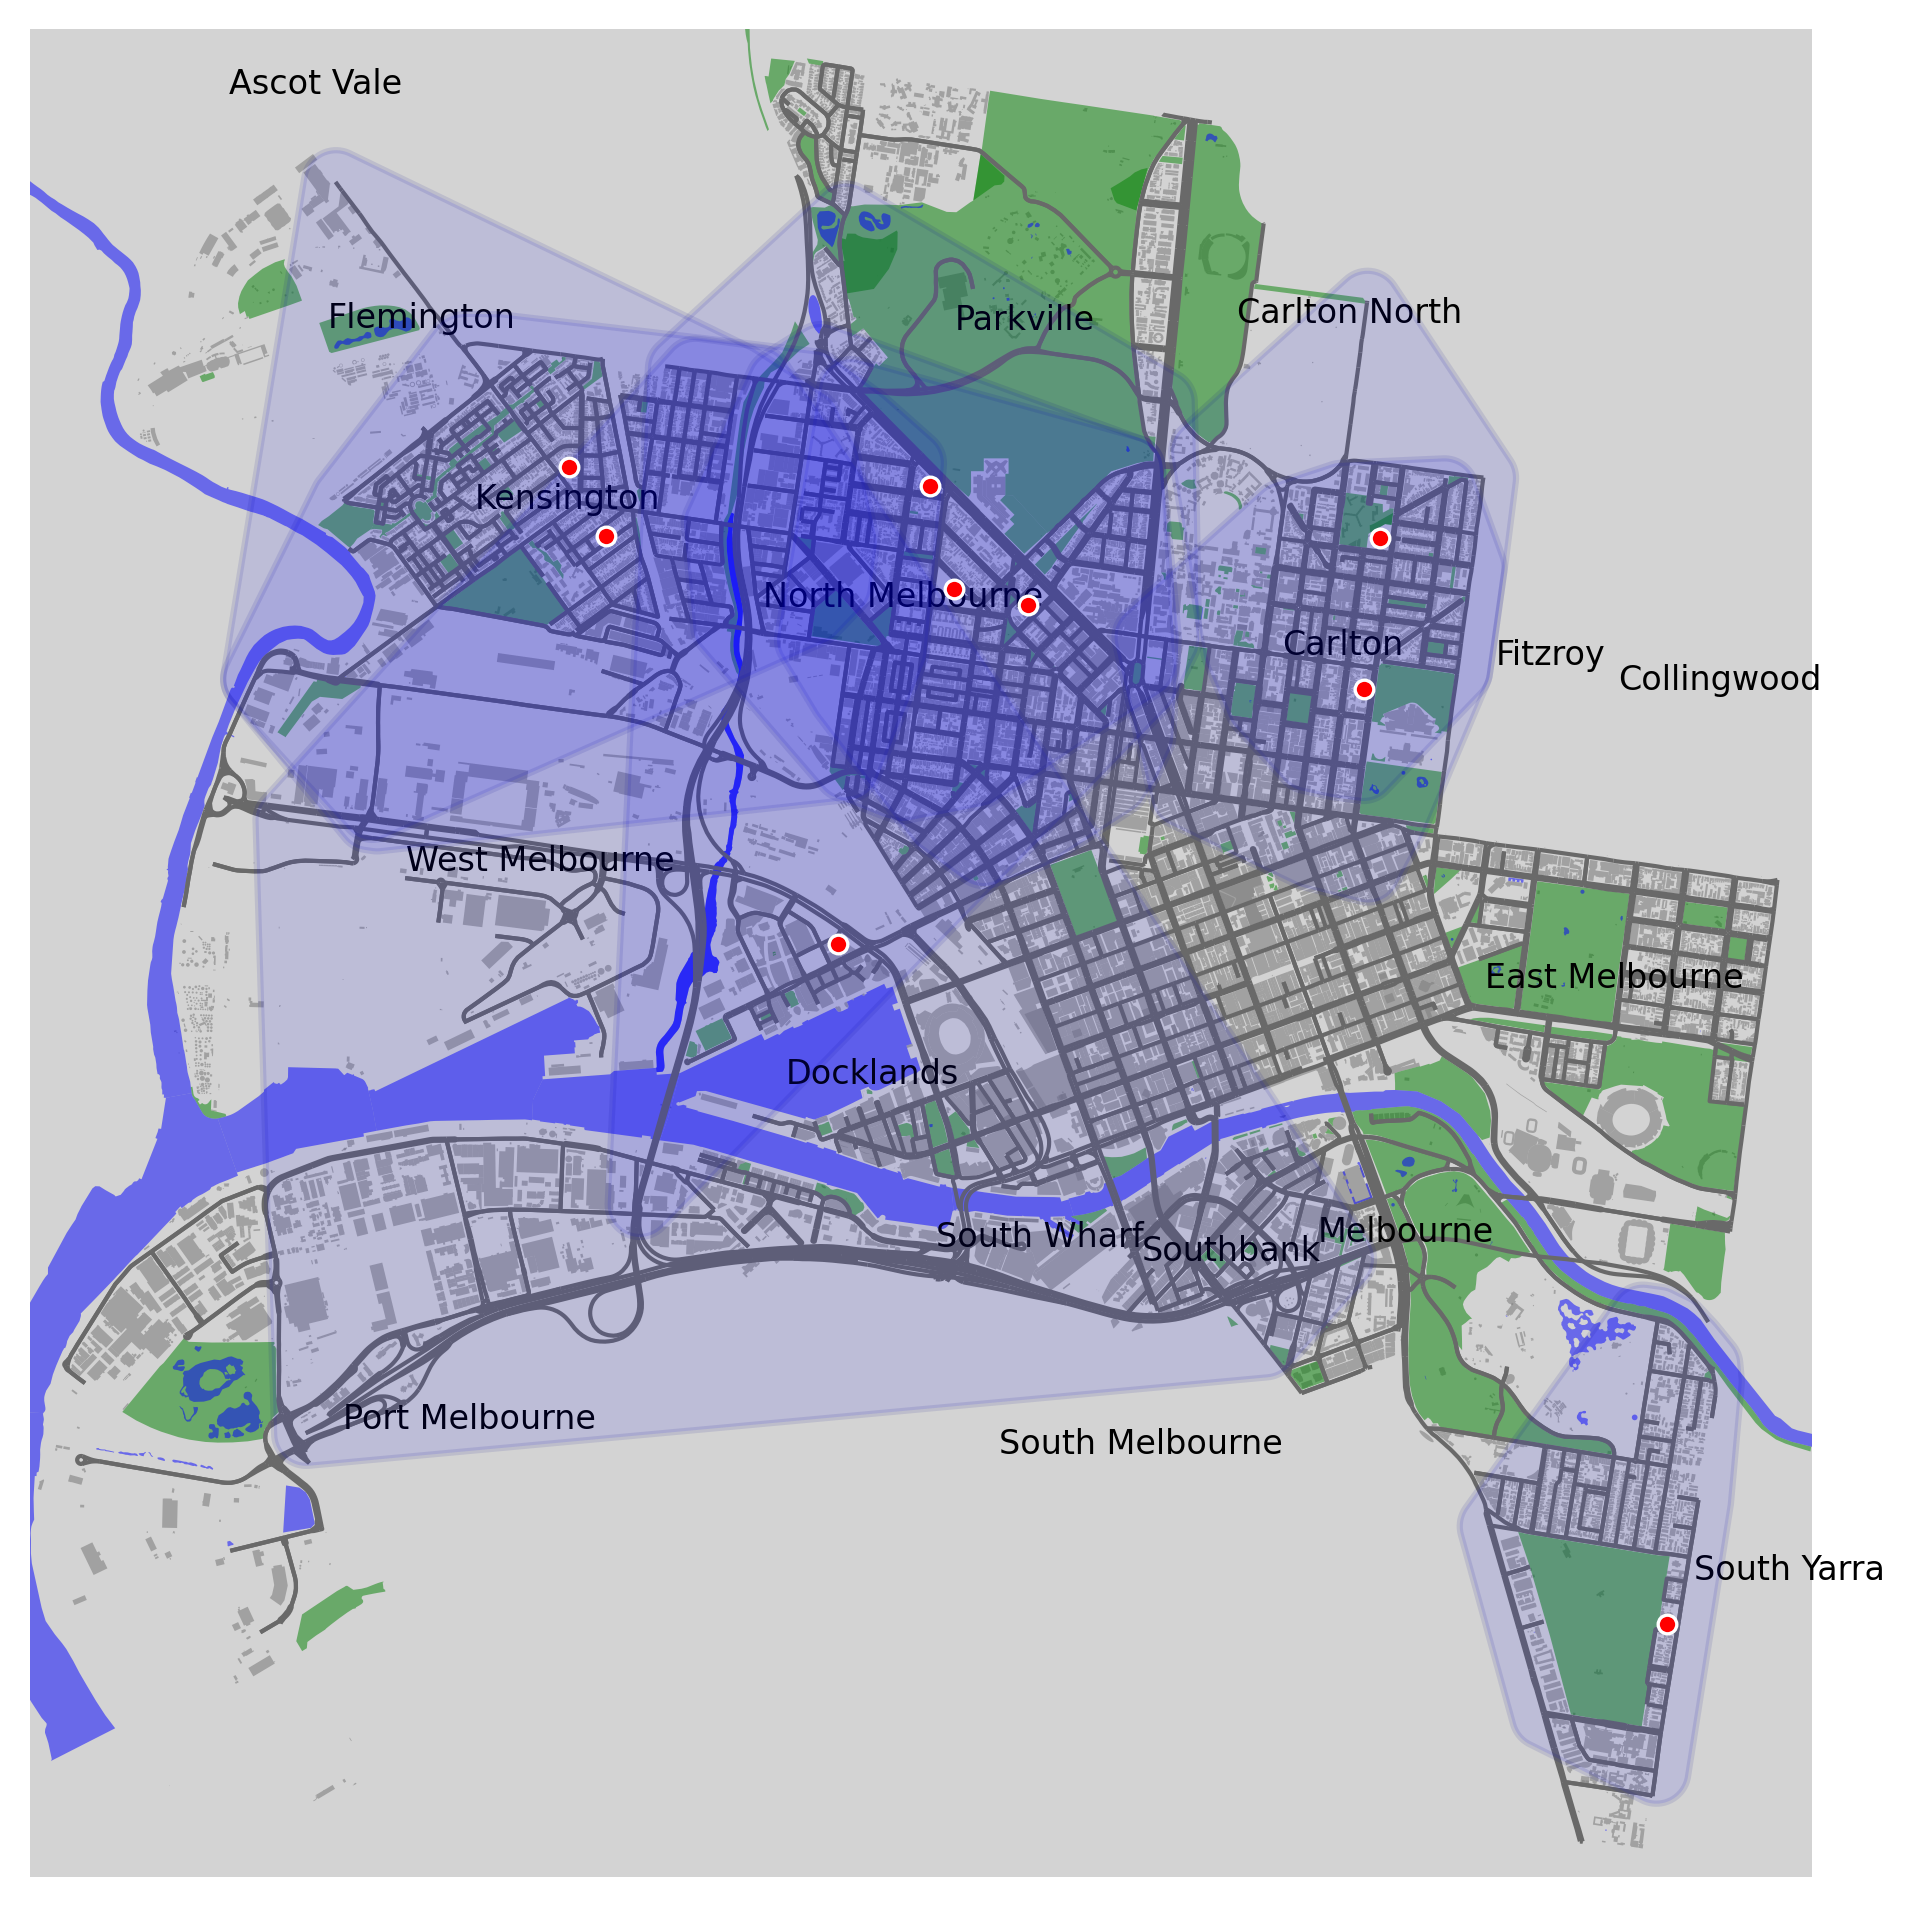 Ascot Vale
Flemington
Parkville
Carlton North
Kensington
North Melbourne
Carlton
Fitzroy
Collingwood
West Melbourne
East Melbourne
Docklands
South Wharf
Southbank
Melbourne
Port Melbourne
South Melbourne
South Yarra